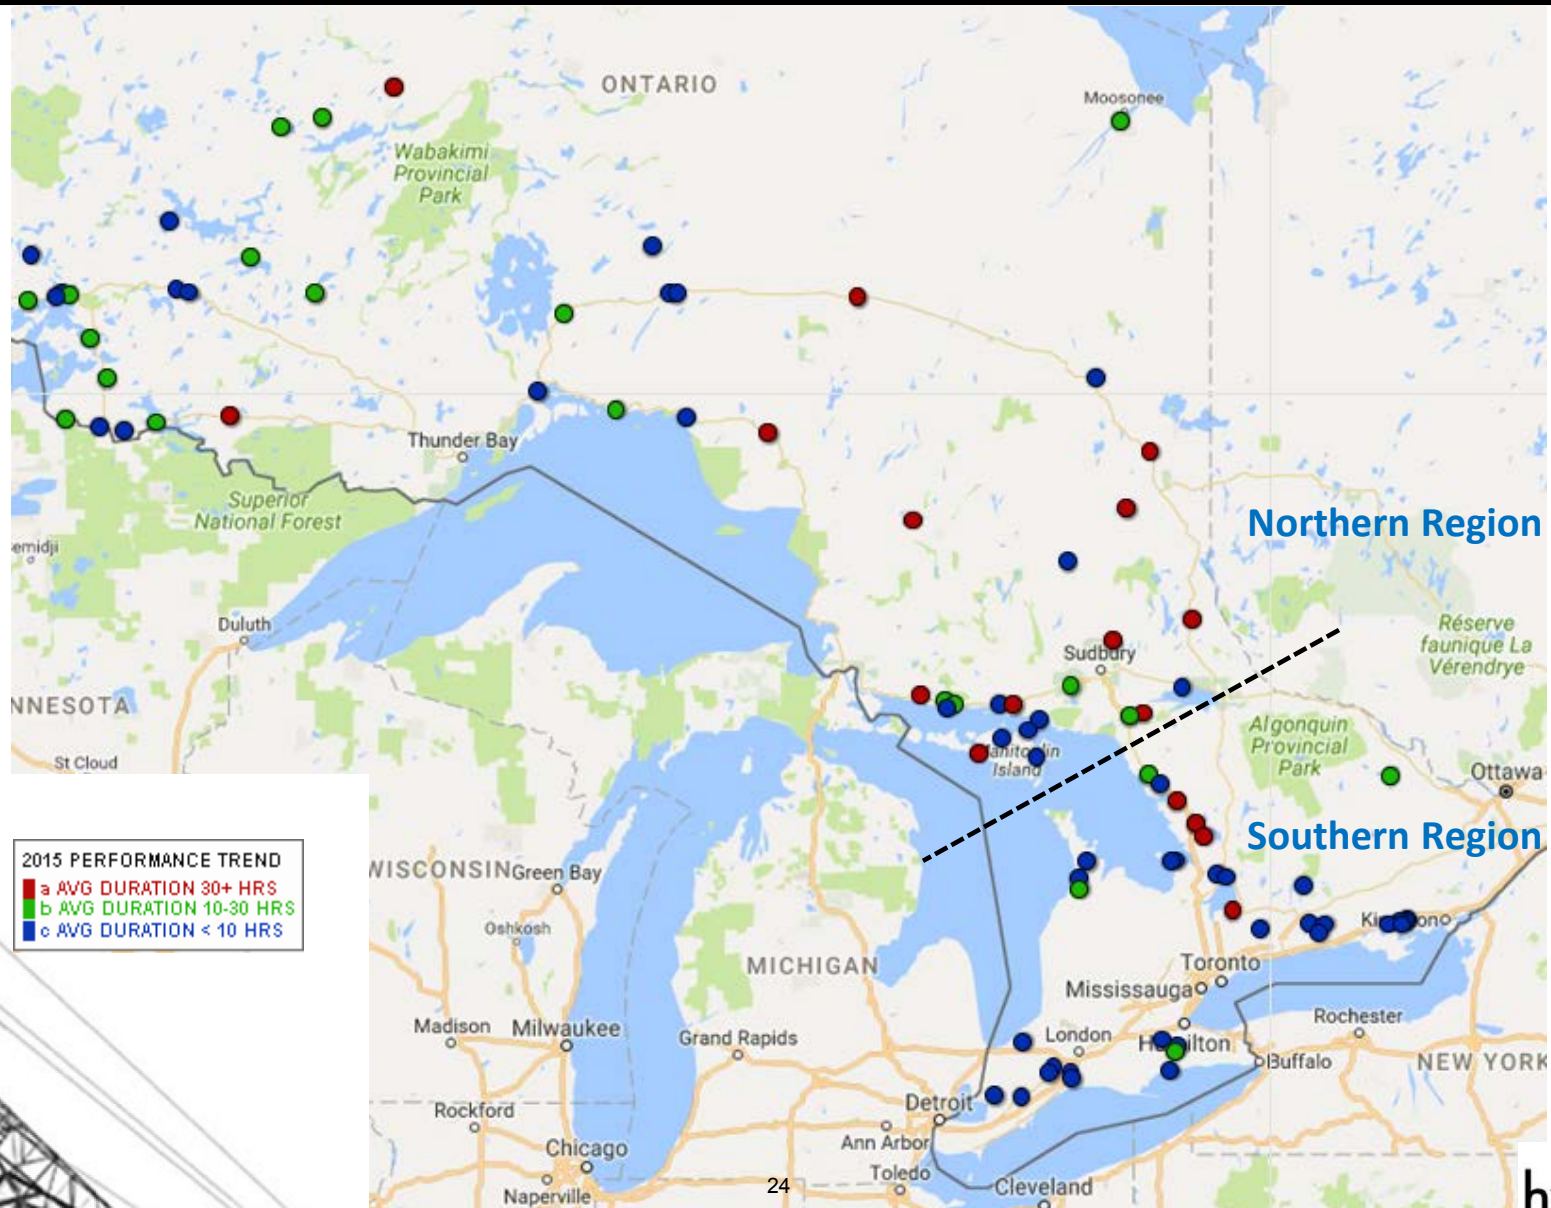 ONTARIO
Moosonee
Wabakimi
Provincial
Park
Thunder Bay
Superior
National Forest
Northern Region
emidji
Duluth
Réserve
faunique La
Vérendrye
Sudbury
NNESOTA
Algonquin
Provincial
Park
St Cloud
Manitoulin
Island
Ottawa
Southern Region
2015 PERFORMANCE TREND
a AVG DURATION 30+ HRS
b AVG DURATION 10-30 HRS
c AVG DURATION < 10 HRS
WISCONSIN
Green Bay
Oshkosh
MICHIGAN
Toronto
Mississauga
Madison
Milwaukee
Grand Rapids
London
Rochester
Buffalo
NEW YORK
Rockford
Detroit
Ann Arbor
Chicago
Toledo
24
Cleveland
Naperville
h